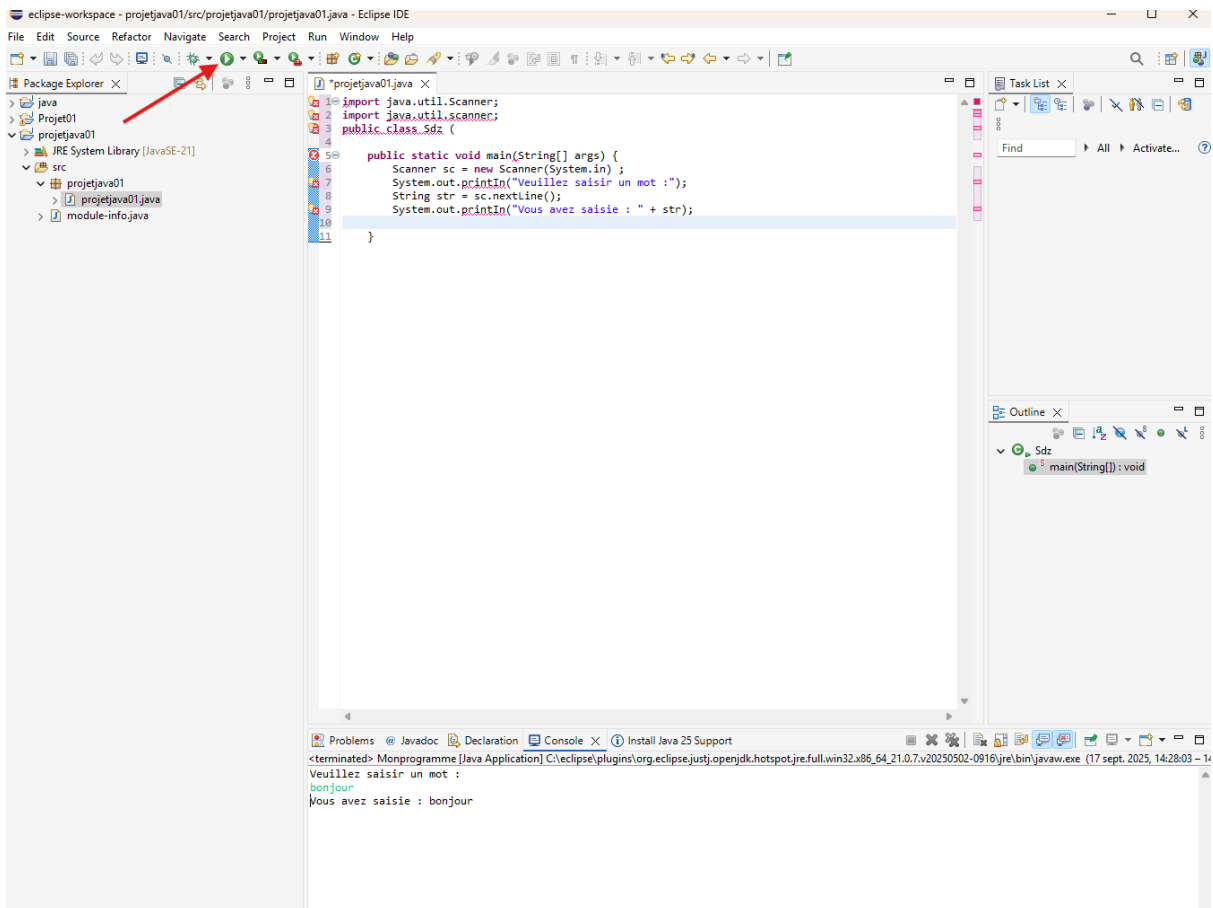 eclipse-workspace - projetjava01/src/projetjava01/projetjava01.java - Eclipse IDE
File Edit Source Refactor Navigate Search Project Run Window Help
Package Explorer
java
Projet01
projetjava01
JRE System Library [JavaSE-21]
src
projetjava01
projetjava01.java
module-info.java
*projetjava01.java
1 import java.util.Scanner;
2 import java.util.scanner;
3 public class Sdz (
4
5 public static void main(String[] args) {
6 Scanner sc = new Scanner(System.in) ;
7 System.out.printIn("Veuillez saisir un mot :");
8 String str = sc.nextLine();
9 System.out.printIn("Vous avez saisie : " + str);
10
11 }
Task List
Find All Activate...
Outline
Sdz
main(String[]) : void
Problems Javadoc Declaration Console Install Java 25 Support
<terminated> Monprogramme [Java Application] C:\eclipse\plugins\org.eclipse.justj.openjdk.hotspot.jre.full.win32.x86_64_21.0.7.v20250502-0916\jre\bin\javaw.exe (17 sept. 2025, 14:28:03 – 14
Veuillez saisir un mot :
bonjour
Vous avez saisie : bonjour